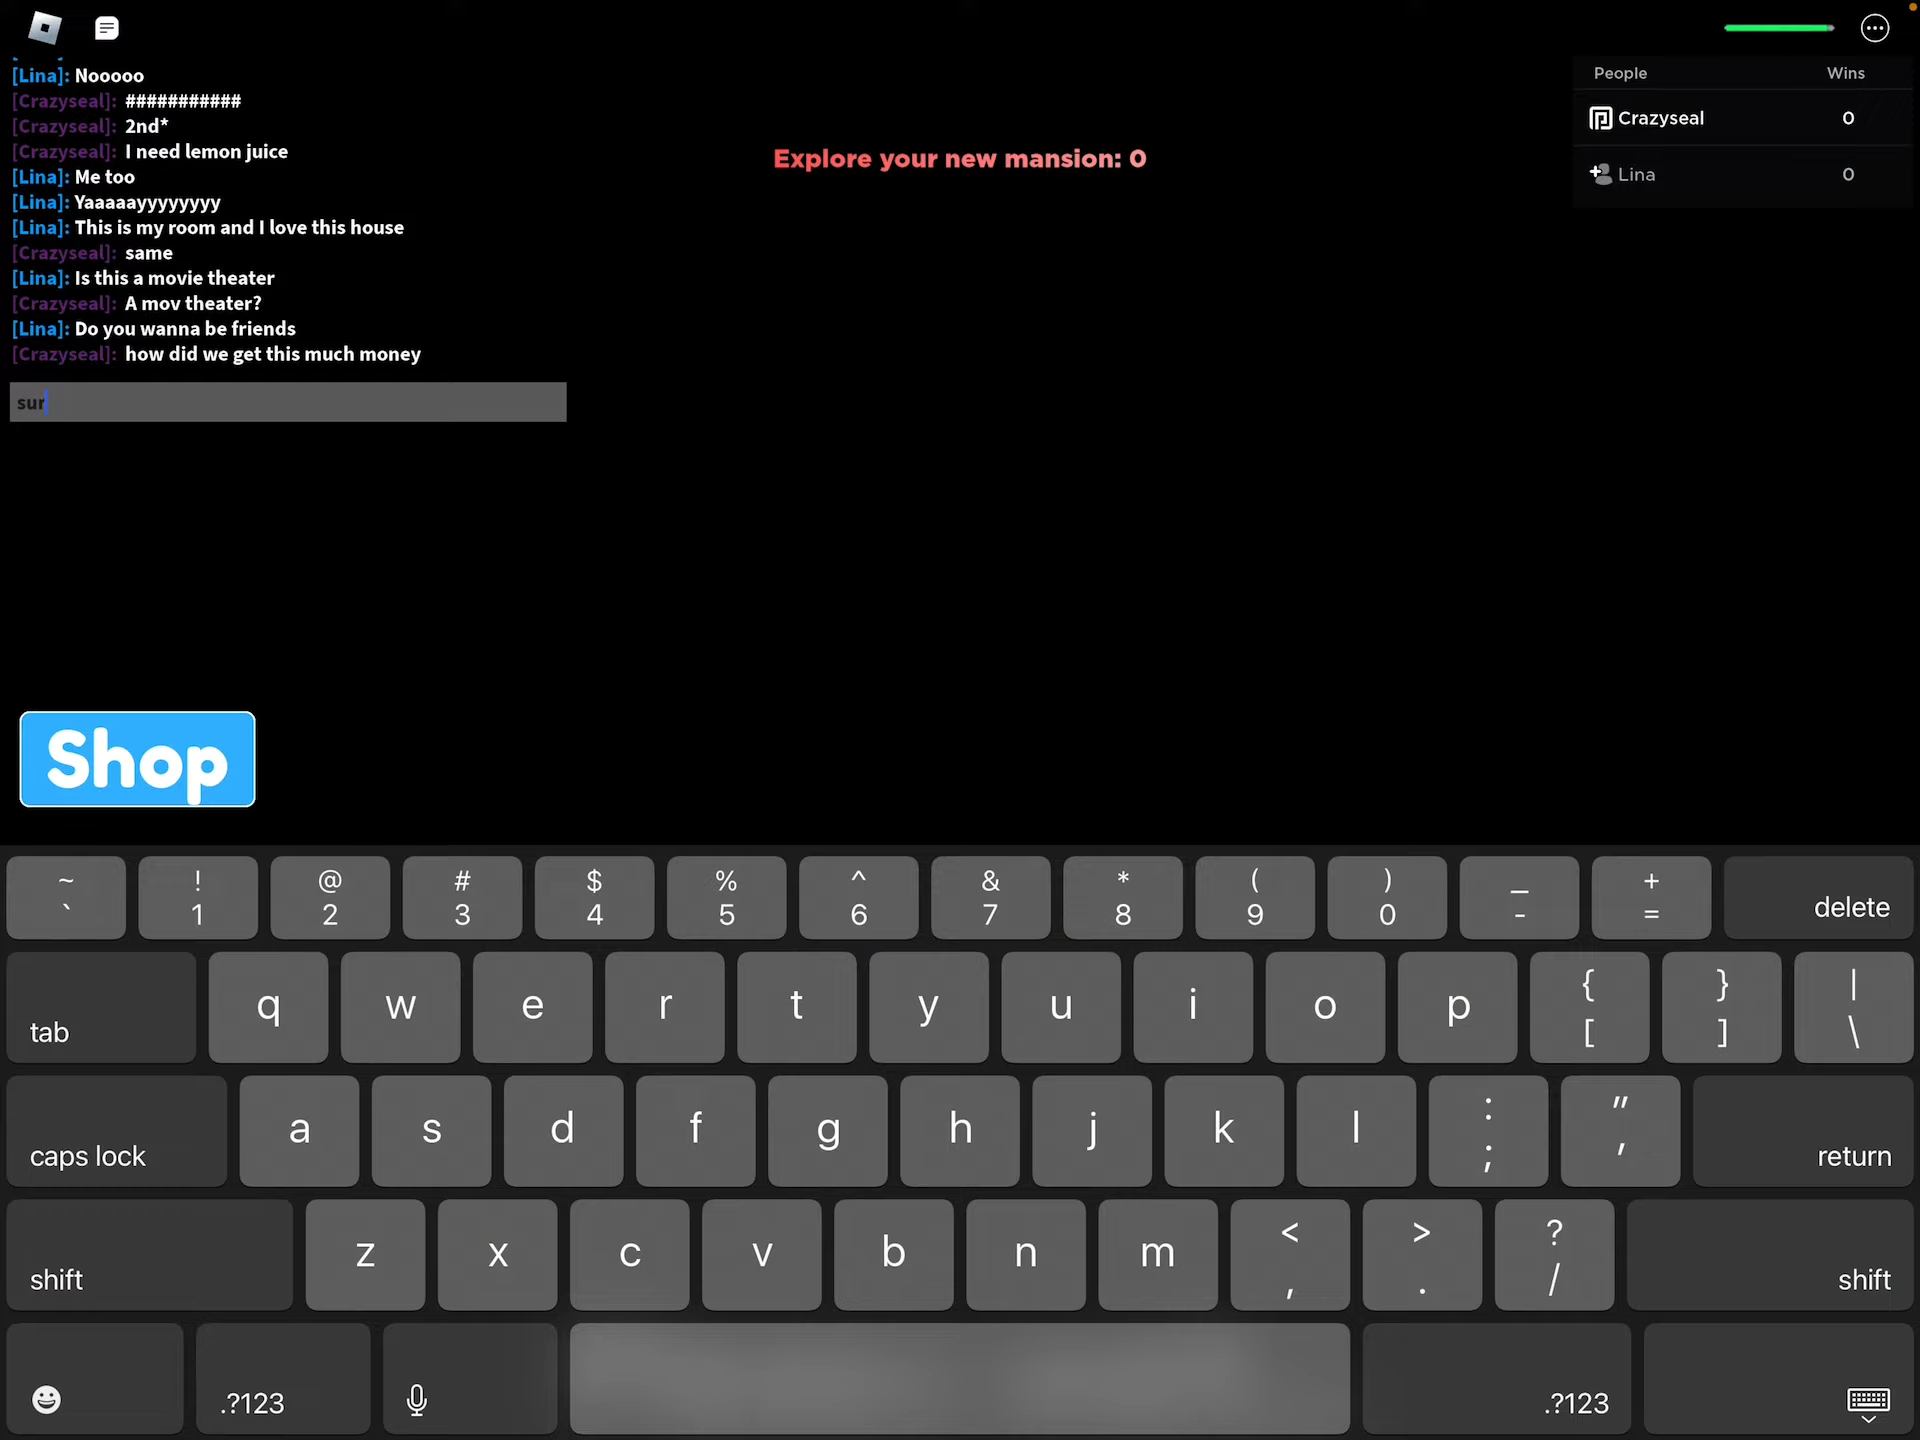 [Lina]: Nooooo
[Crazyseal]: ###########
[Crazyseal]: 2nd*
[Crazyseal]: I need lemon juice
[Lina]: Me too
[Lina]: Yaaaaayyyyyyyy
[Lina]: This is my room and I love this house
[Crazyseal]: same
[Lina]: Is this a movie theater
[Crazyseal]: A mov theater?
[Lina]: Do you wanna be friends
[Crazyseal]: how did we get this much money
sur
Explore your new mansion: 0
People Wins
Crazyseal 0
Lina 0
Shop
~ ! @ # $ % ^ & * ( ) _ +
` 1 2 3 4 5 6 7 8 9 0 - = delete
tab q w e r t y u i o p { [ } ] | \
caps lock a s d f g h j k l : ; " ' return
shift z x c v b n m < , > . ? / shift
.?123 .?123